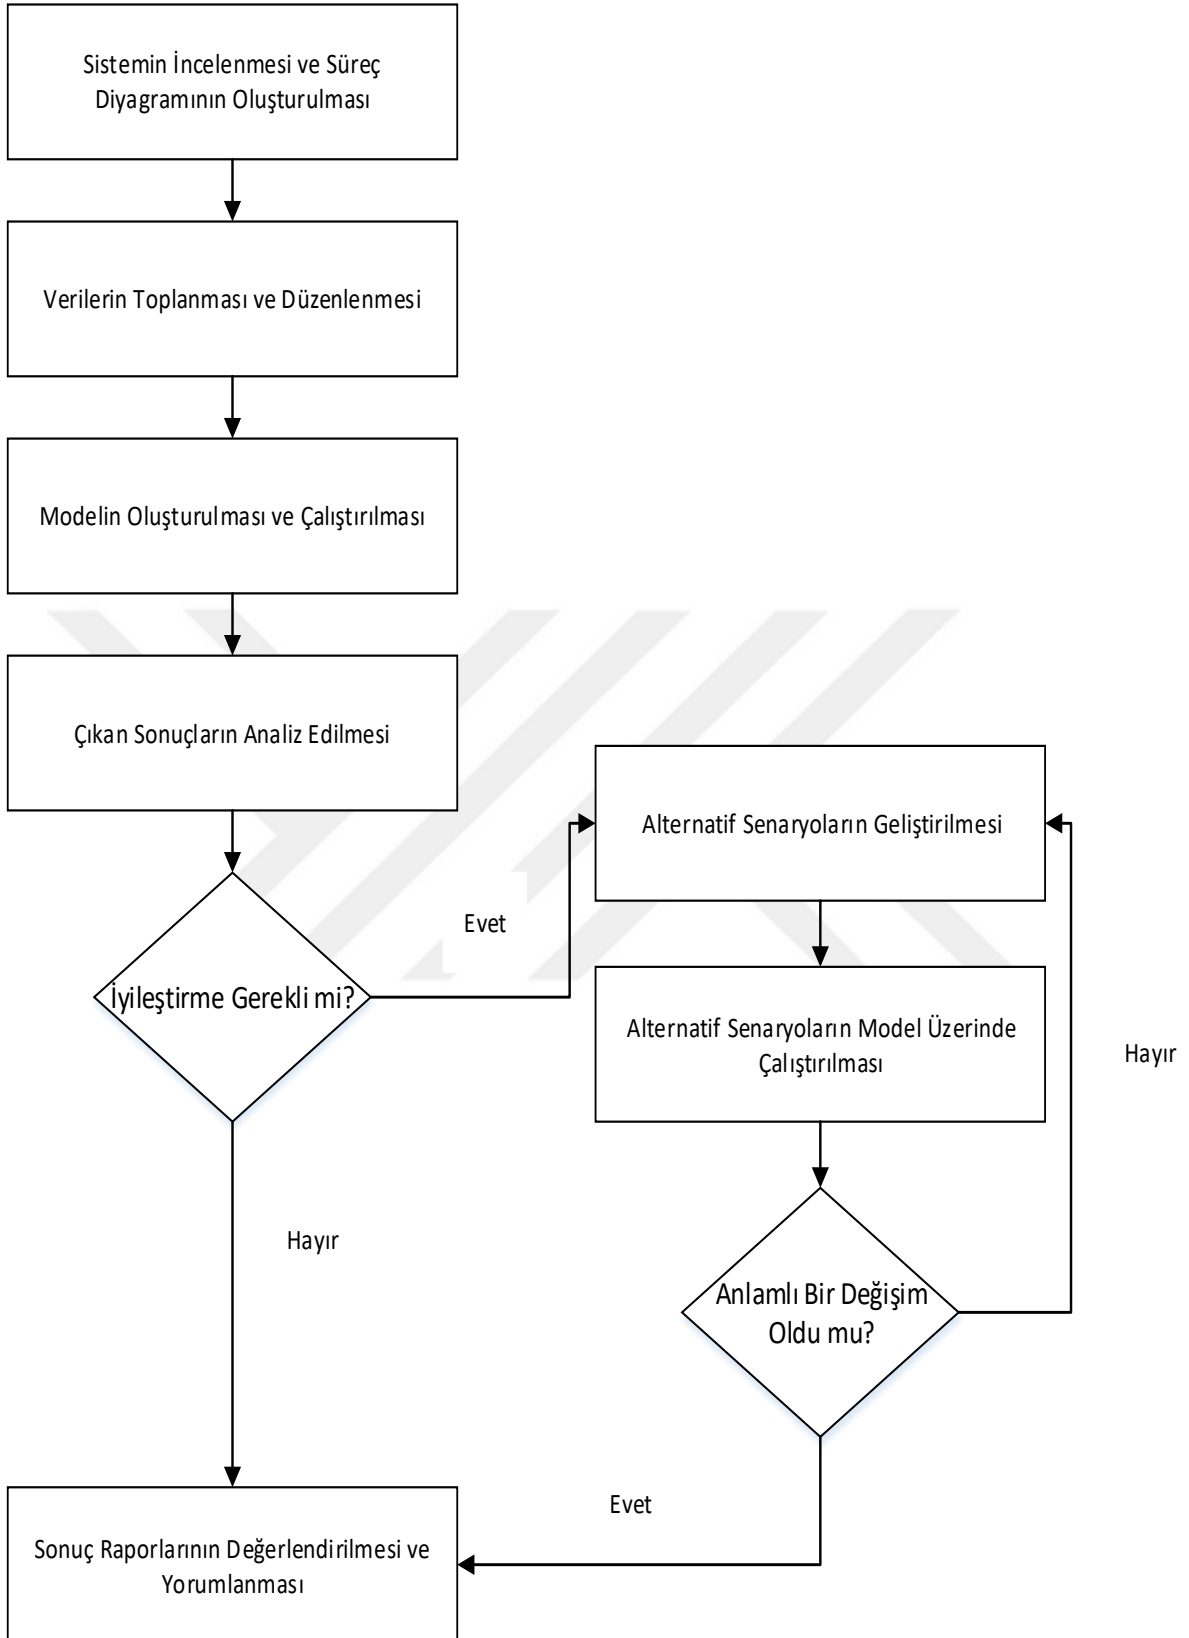 Sistemin İncelenmesi ve Süreç
Diyagramının Oluşturulması
Verilerin Toplanması ve Düzenlenmesi
Modelin Oluşturulması ve Çalıştırılması
Çıkan Sonuçların Analiz Edilmesi
Alternatif Senaryoların Geliştirilmesi
Evet
İyileştirme Gerekli mi?
Alternatif Senaryoların Model Üzerinde
Çalıştırılması
Hayır
Hayır
Anlamlı Bir Değişim
Oldu mu?
Evet
Sonuç Raporlarının Değerlendirilmesi ve
Yorumlanması